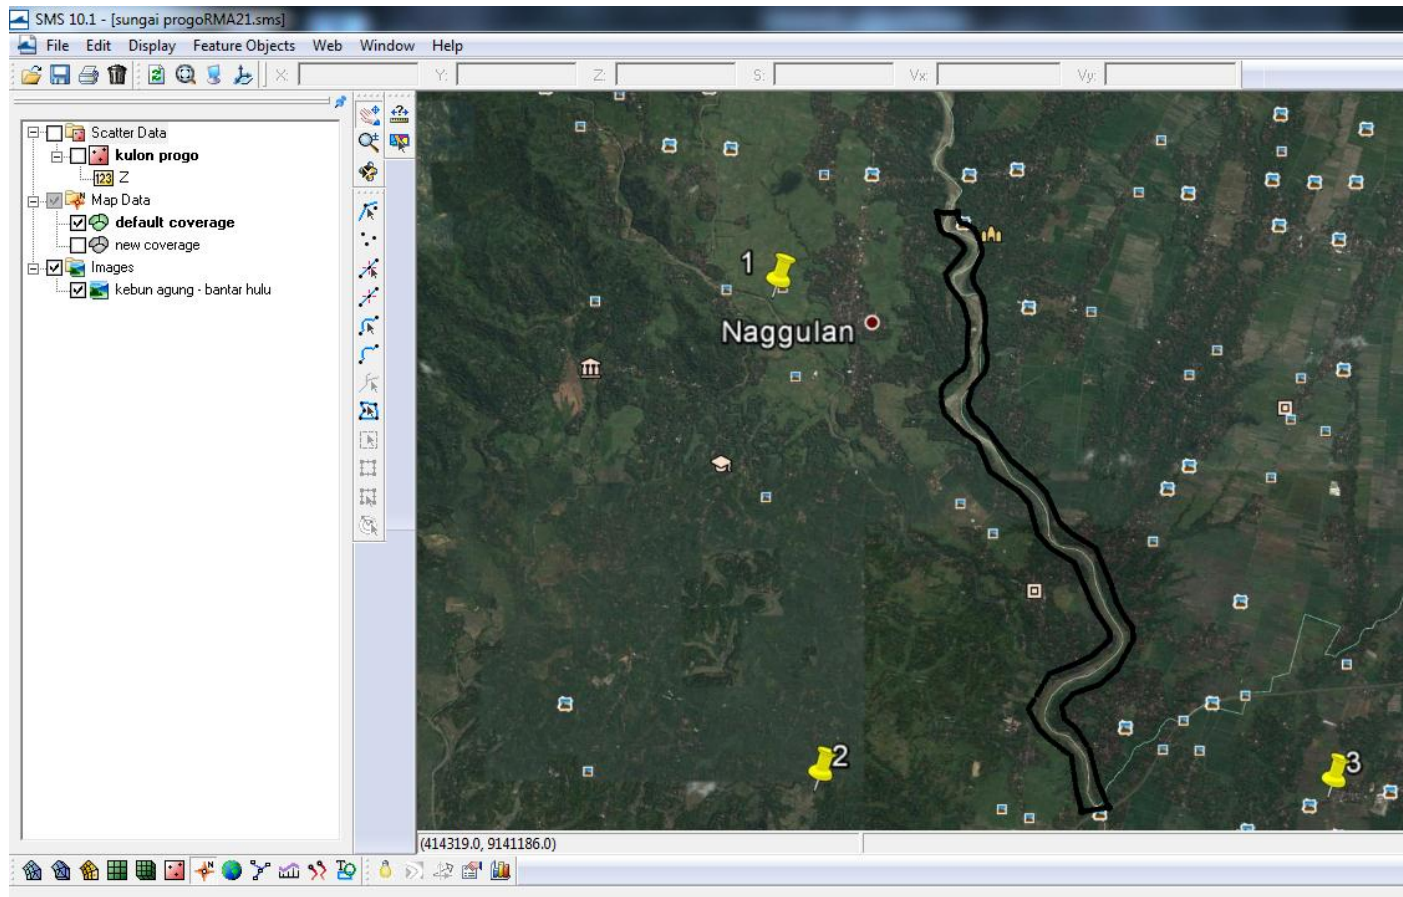 SMS 10.1 - [sungai progoRMA21.sms]
File Edit Display Feature Objects Web Window Help
X: Y: Z: S: Vx: Vy:
Scatter Data
kulon progo
123 Z
Map Data
default coverage
new coverage
Images
kebun agung - bantar hulu
1
Naggulan
2
3
(414319.0, 9141186.0)